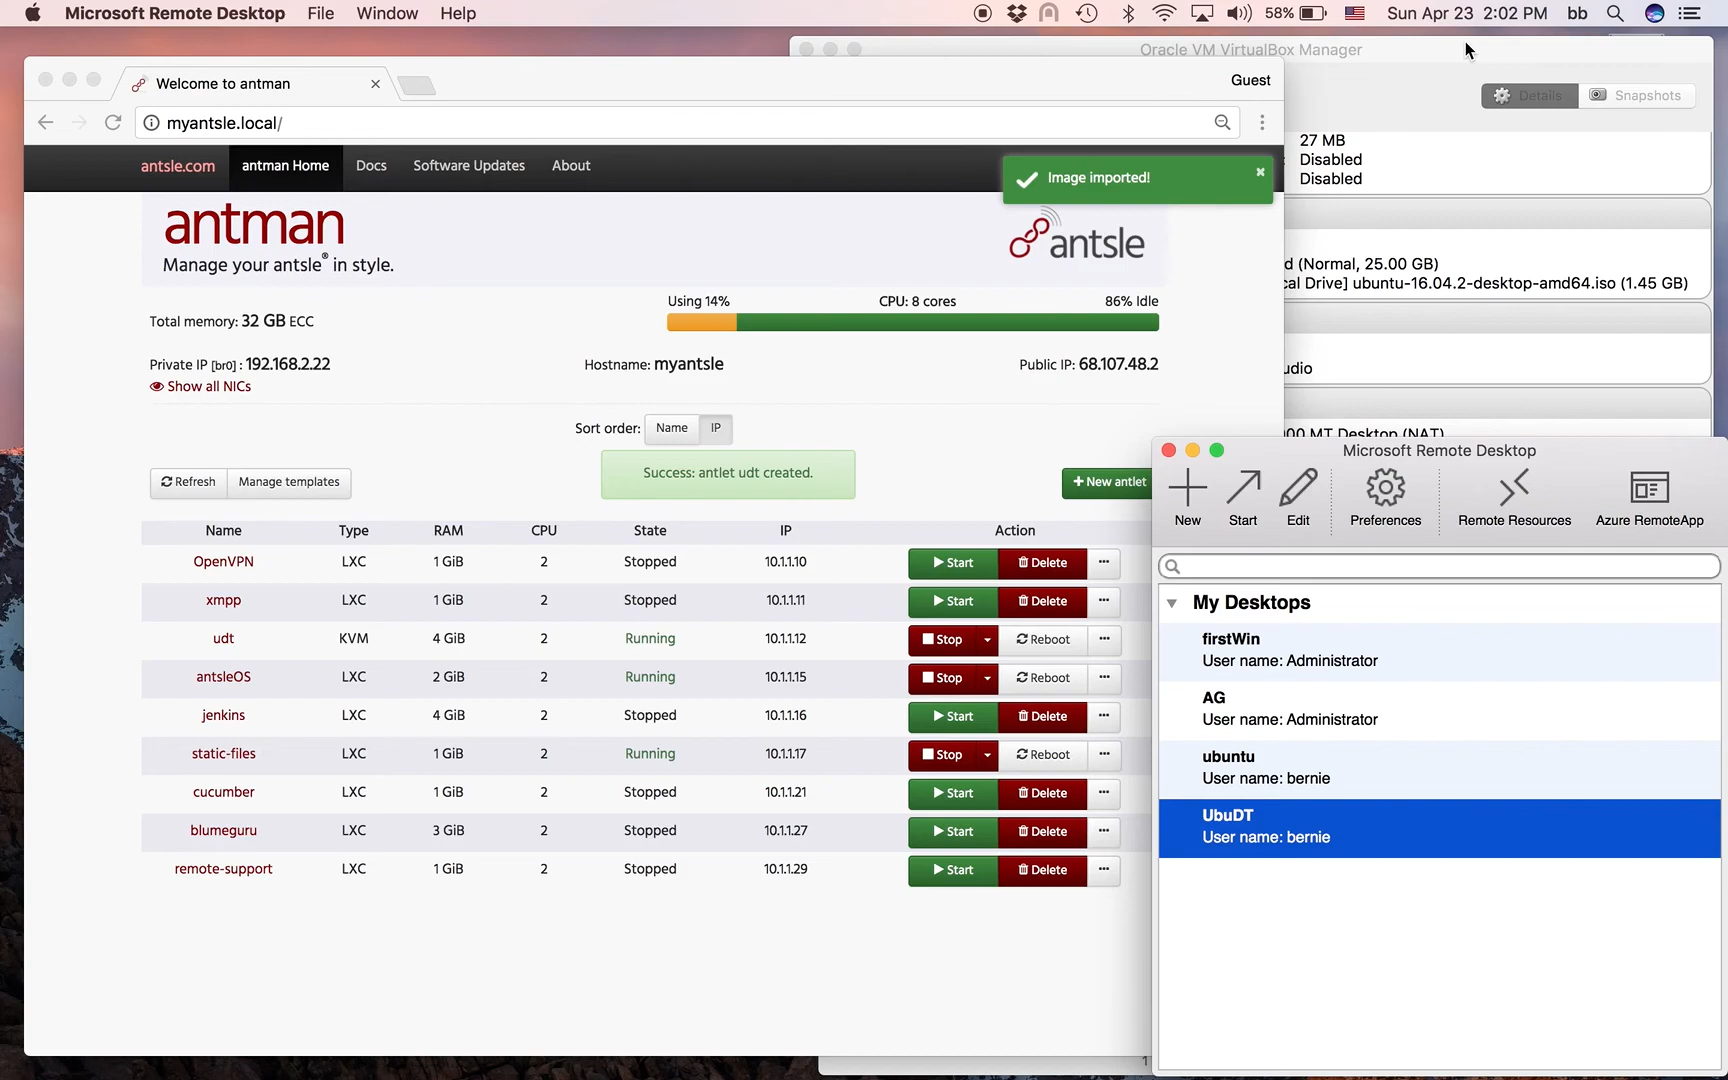 Microsoft Remote Desktop File Window Help
58% Sun Apr 23 2:02 PM bb
Oracle VM VirtualBox Manager
Welcome to antman
Guest
myantsle.local/
Details Snapshots
antsle.com antman Home Docs Software Updates About
Image imported!
27 MB
Disabled
Disabled
antman
Manage your antsle® in style.
antsle
d (Normal, 25.00 GB)
cal Drive] ubuntu-16.04.2-desktop-amd64.iso (1.45 GB)
Using 14% CPU: 8 cores 86% Idle
Total memory: 32 GB ECC
Private IP [br0] : 192.168.2.22 Hostname: myantsle Public IP: 68.107.48.2
Show all NICs
udio
Sort order: Name IP
00 MT Desktop (NAT)
Refresh Manage templates
Success: antlet udt created.
New antlet
Name Type RAM CPU State IP Action
OpenVPN LXC 1 GiB 2 Stopped 10.1.1.10 Start Delete ...
xmpp LXC 1 GiB 2 Stopped 10.1.1.11 Start Delete ...
udt KVM 4 GiB 2 Running 10.1.1.12 Stop Reboot ...
antsleOS LXC 2 GiB 2 Running 10.1.1.15 Stop Reboot ...
jenkins LXC 4 GiB 2 Stopped 10.1.1.16 Start Delete ...
static-files LXC 1 GiB 2 Running 10.1.1.17 Stop Reboot ...
cucumber LXC 1 GiB 2 Stopped 10.1.1.21 Start Delete ...
blumeguru LXC 3 GiB 2 Stopped 10.1.1.27 Start Delete ...
remote-support LXC 1 GiB 2 Stopped 10.1.1.29 Start Delete ...
Microsoft Remote Desktop
New Start Edit Preferences Remote Resources Azure RemoteApp
My Desktops
firstWin
User name: Administrator
AG
User name: Administrator
ubuntu
User name: bernie
UbuDT
User name: bernie
1